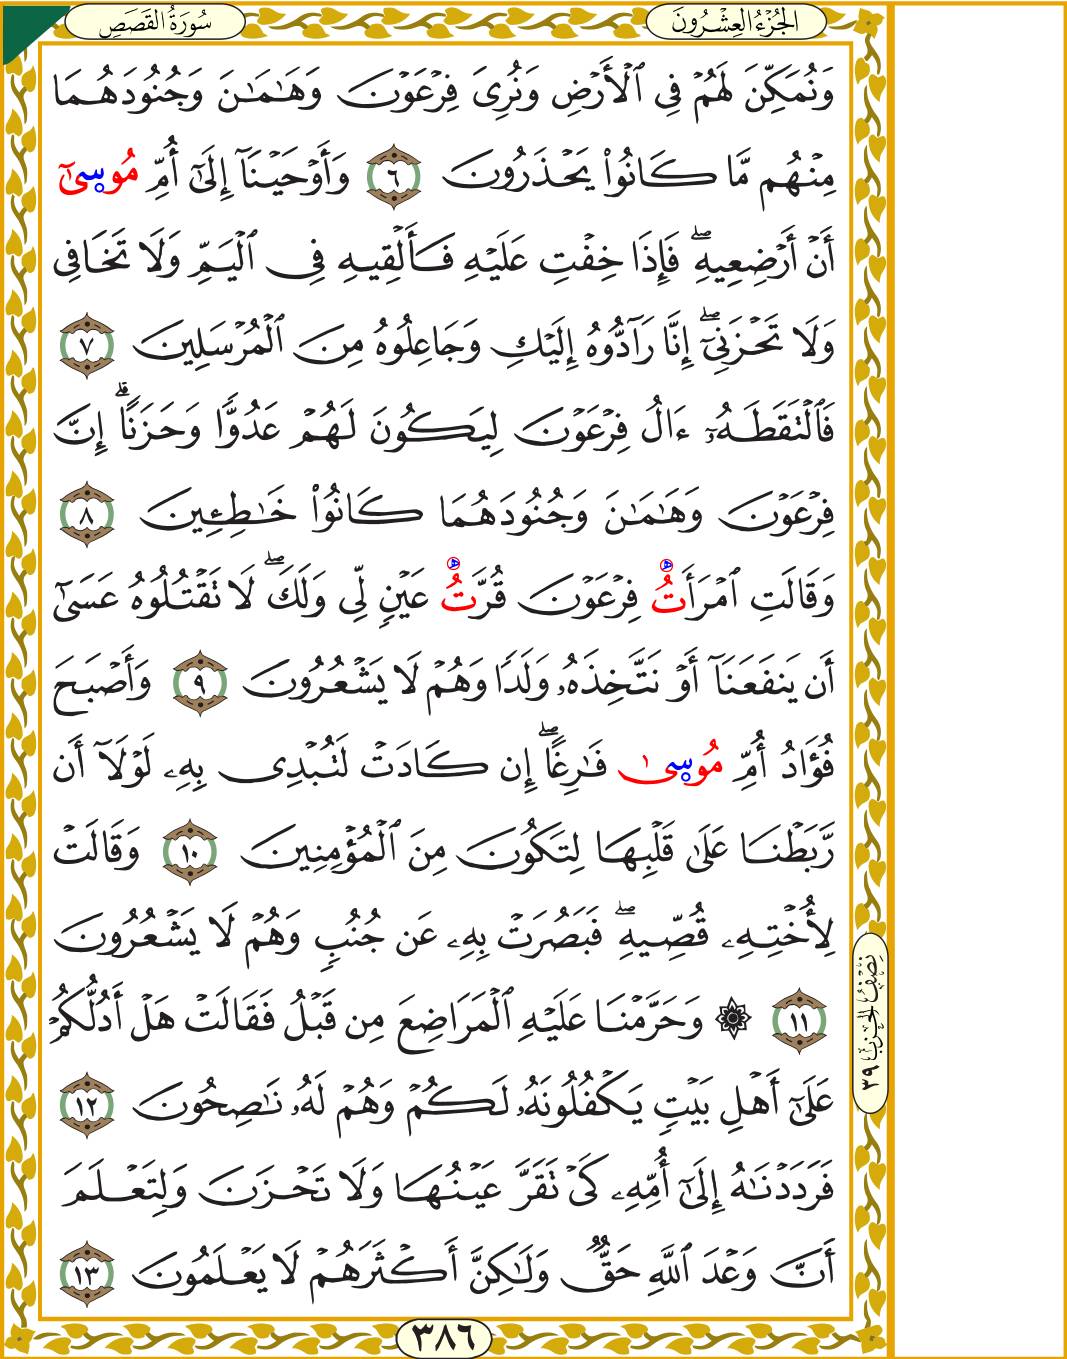 الجُزْءُ العِشْرُونَ
سُورَةُ القَصَصِ
وَنُمَكِّنَ لَهُمْ فِي ٱلْأَرْضِ وَنُرِيَ فِرْعَوْنَ وَهَٰمَٰنَ وَجُنُودَهُمَا
مِنْهُم مَّا كَانُوا۟ يَحْذَرُونَ ٦ وَأَوْحَيْنَآ إِلَىٰٓ أُمِّ مُوسِىٰٓ
أَنْ أَرْضِعِيهِ ۖ فَإِذَا خِفْتِ عَلَيْهِ فَأَلْقِيهِ فِي ٱلْيَمِّ وَلَا تَخَافِي
وَلَا تَحْزَنِيٓ ۖ إِنَّا رَآدُّوهُ إِلَيْكِ وَجَاعِلُوهُ مِنَ ٱلْمُرْسَلِينَ ٧
فَٱلْتَقَطَهُۥٓ ءَالُ فِرْعَوْنَ لِيَكُونَ لَهُمْ عَدُوًّا وَحَزَنًا ۗ إِنَّ
فِرْعَوْنَ وَهَٰمَٰنَ وَجُنُودَهُمَا كَانُوا۟ خَٰطِـِٔينَ ٨
وَقَالَتِ ٱمْرَأَتُ فِرْعَوْنَ قُرَّتُ عَيْنٍ لِّي وَلَكَ ۖ لَا تَقْتُلُوهُ عَسَىٰٓ
أَن يَنفَعَنَآ أَوْ نَتَّخِذَهُۥ وَلَدًا وَهُمْ لَا يَشْعُرُونَ ٩ وَأَصْبَحَ
فُؤَادُ أُمِّ مُوسِىٰ فَٰرِغًا ۖ إِن كَادَتْ لَتُبْدِي بِهِۦ لَوْلَآ أَن
رَّبَطْنَا عَلَىٰ قَلْبِهَا لِتَكُونَ مِنَ ٱلْمُؤْمِنِينَ ١٠ وَقَالَتْ
لِأُخْتِهِۦ قُصِّيهِ ۖ فَبَصُرَتْ بِهِۦ عَن جُنُبٍ وَهُمْ لَا يَشْعُرُونَ
١١ ۞ وَحَرَّمْنَا عَلَيْهِ ٱلْمَرَاضِعَ مِن قَبْلُ فَقَالَتْ هَلْ أَدُلُّكُمْ
عَلَىٰٓ أَهْلِ بَيْتٍ يَكْفُلُونَهُۥ لَكُمْ وَهُمْ لَهُۥ نَٰصِحُونَ ١٢
فَرَدَدْنَٰهُ إِلَىٰٓ أُمِّهِۦ كَيْ تَقَرَّ عَيْنُهَا وَلَا تَحْزَنَ وَلِتَعْلَمَ
أَنَّ وَعْدَ ٱللَّهِ حَقٌّ وَلَٰكِنَّ أَكْثَرَهُمْ لَا يَعْلَمُونَ ١٣
نِصْفُ الحِزْبِ ٣٩
٣٨٦